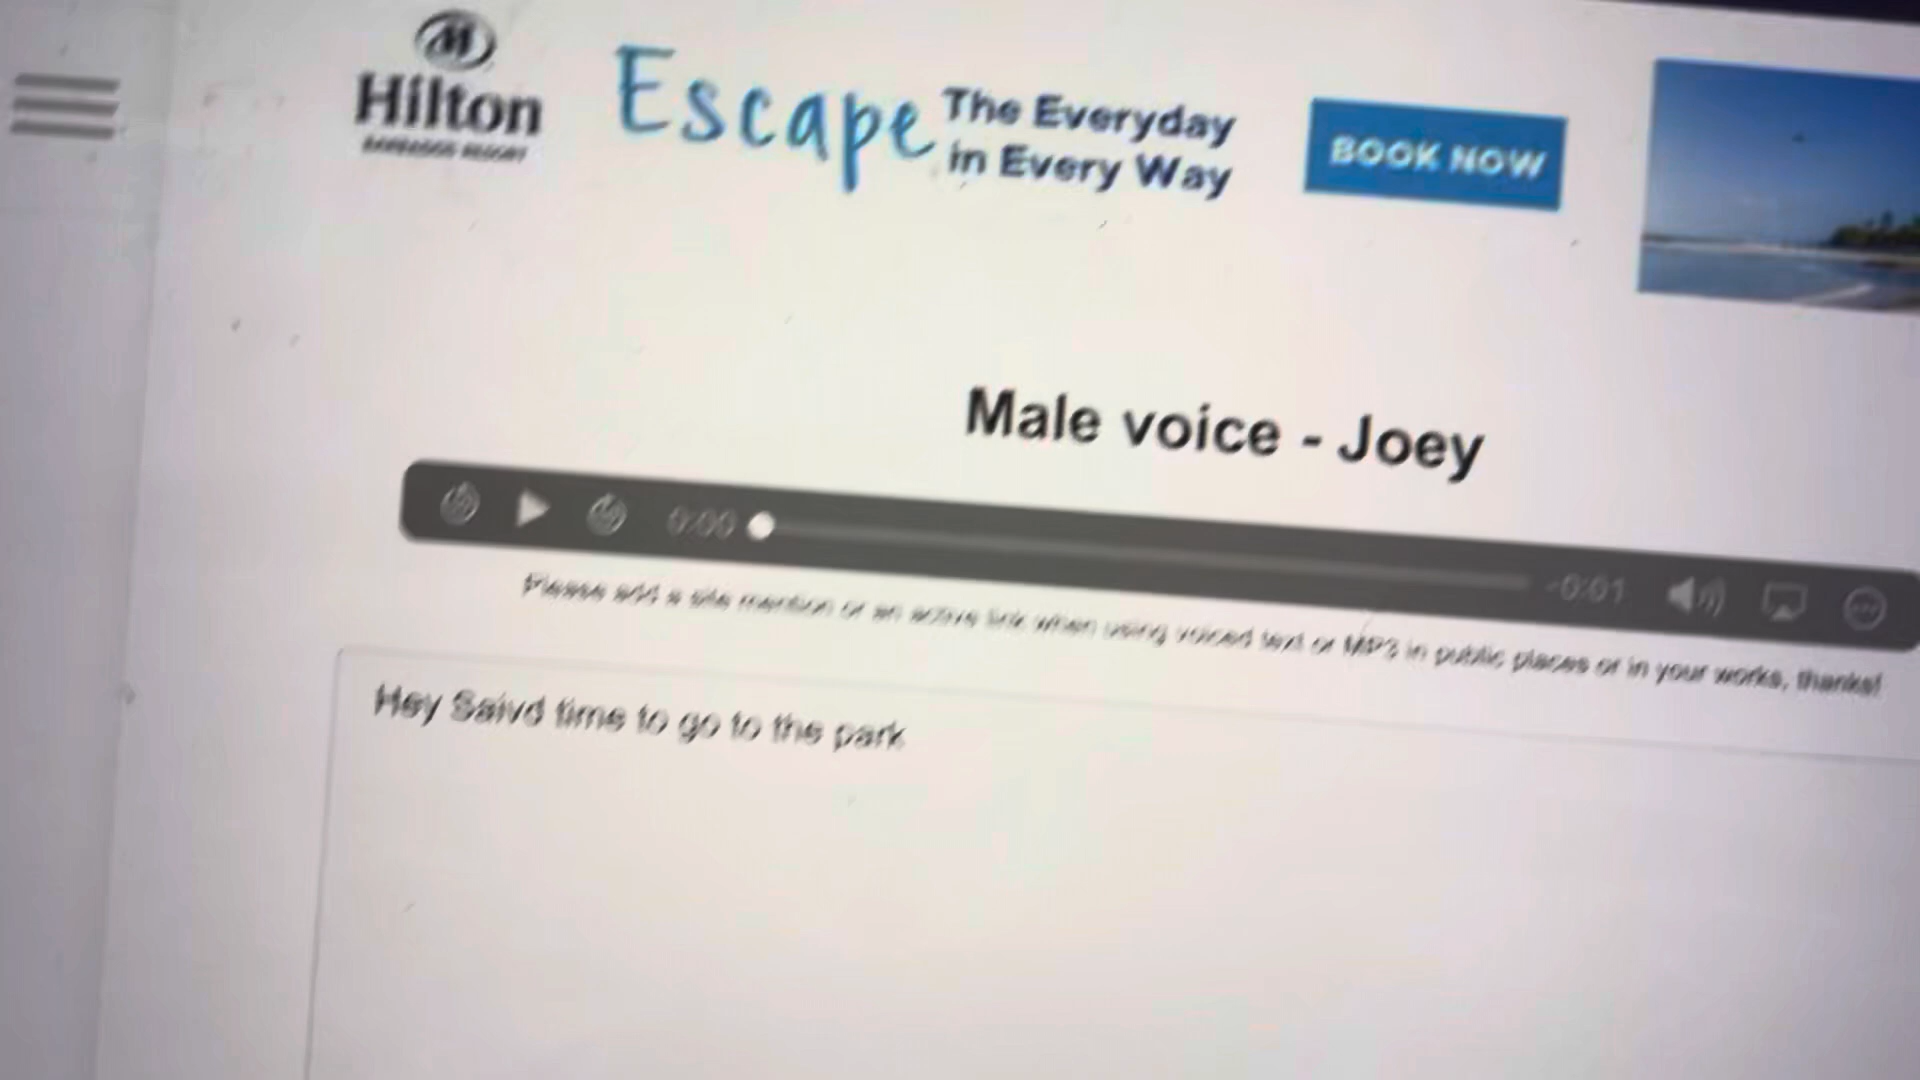 Hilton
BARBADOS RESORT
Escape
The Everyday
in Every Way
BOOK NOW
Male voice - Joey
0:00
-0:01
Please add a site mention or an active link when using voiced text or MP3 in public places or in your works, thanks!
Hey Saivd time to go to the park